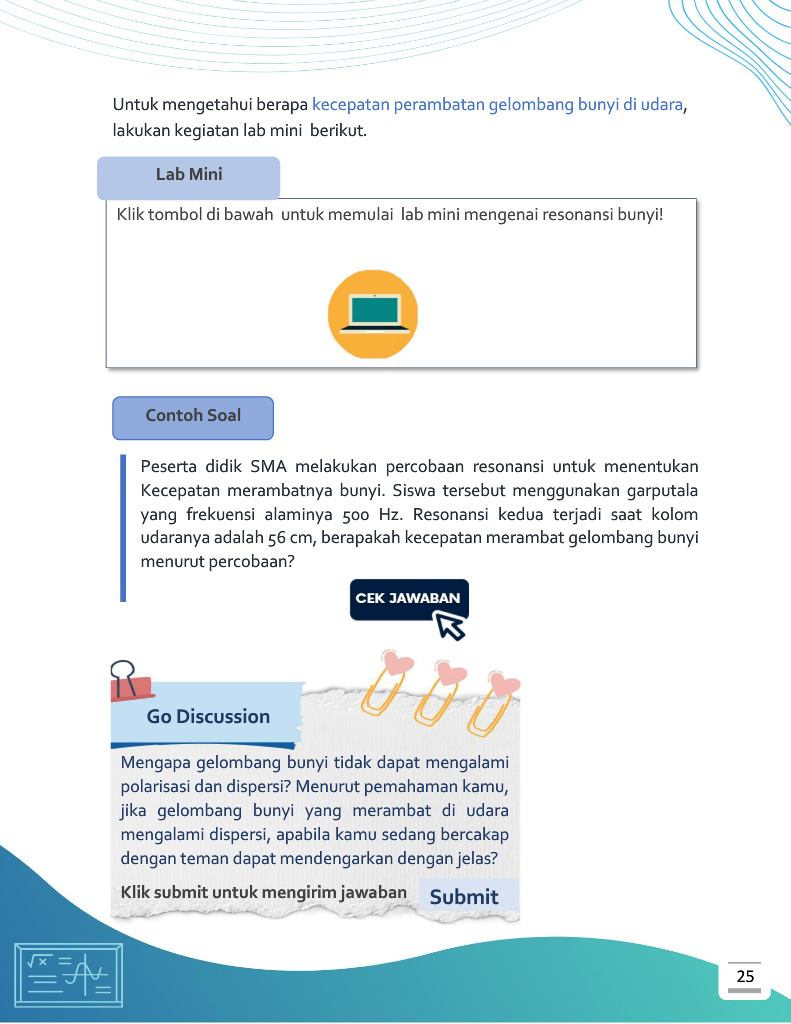 Untuk mengetahui berapa kecepatan perambatan gelombang bunyi di udara,
lakukan kegiatan lab mini berikut.
Lab Mini
Klik tombol di bawah untuk memulai lab mini mengenai resonansi bunyi!
Contoh Soal
Peserta didik SMA melakukan percobaan resonansi untuk menentukan
Kecepatan merambatnya bunyi. Siswa tersebut menggunakan garputala
yang frekuensi alaminya 500 Hz. Resonansi kedua terjadi saat kolom
udaranya adalah 56 cm, berapakah kecepatan merambat gelombang bunyi
menurut percobaan?
CEK JAWABAN
Go Discussion
Mengapa gelombang bunyi tidak dapat mengalami
polarisasi dan dispersi? Menurut pemahaman kamu,
jika gelombang bunyi yang merambat di udara
mengalami dispersi, apabila kamu sedang bercakap
dengan teman dapat mendengarkan dengan jelas?
Klik submit untuk mengirim jawaban Submit
√x
25